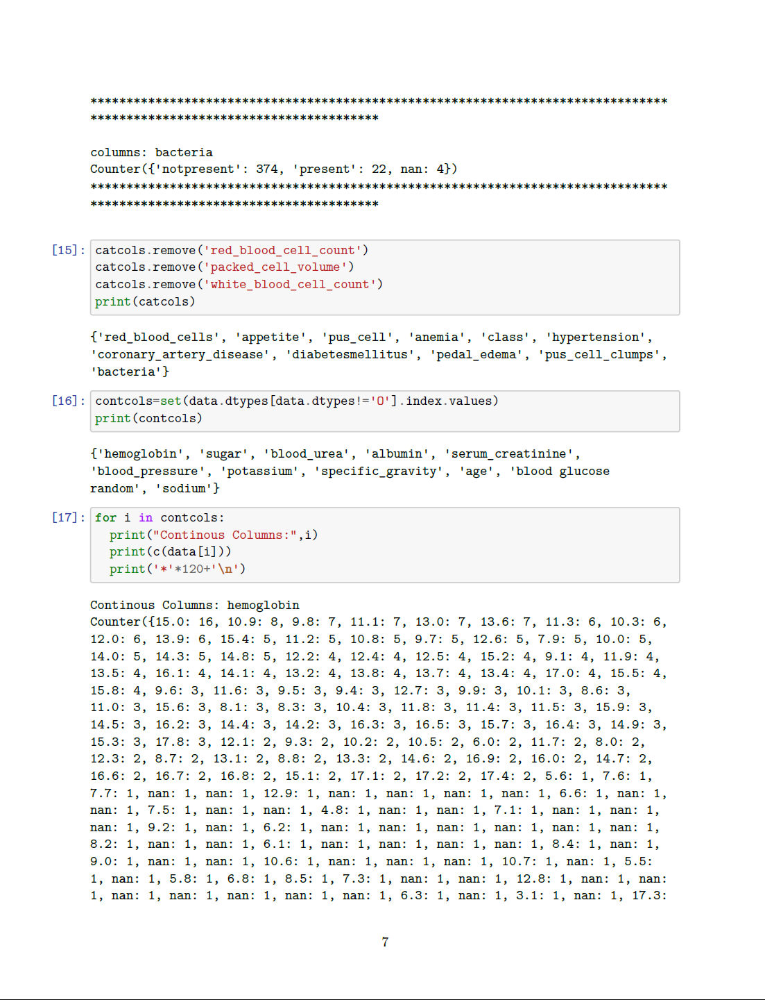 ********************************************************************************
****************************************
columns: bacteria
Counter({'notpresent': 374, 'present': 22, nan: 4})
********************************************************************************
****************************************
[15]: catcols.remove('red_blood_cell_count')
catcols.remove('packed_cell_volume')
catcols.remove('white_blood_cell_count')
print(catcols)
{'red_blood_cells', 'appetite', 'pus_cell', 'anemia', 'class', 'hypertension',
'coronary_artery_disease', 'diabetesmellitus', 'pedal_edema', 'pus_cell_clumps',
'bacteria'}
[16]: contcols=set(data.dtypes[data.dtypes!='O'].index.values)
print(contcols)
{'hemoglobin', 'sugar', 'blood_urea', 'albumin', 'serum_creatinine',
'blood_pressure', 'potassium', 'specific_gravity', 'age', 'blood glucose
random', 'sodium'}
[17]: for i in contcols:
  print("Continous Columns:",i)
  print(c(data[i]))
  print('*'*120+'\n')
Continous Columns: hemoglobin
Counter({15.0: 16, 10.9: 8, 9.8: 7, 11.1: 7, 13.0: 7, 13.6: 7, 11.3: 6, 10.3: 6,
12.0: 6, 13.9: 6, 15.4: 5, 11.2: 5, 10.8: 5, 9.7: 5, 12.6: 5, 7.9: 5, 10.0: 5,
14.0: 5, 14.3: 5, 14.8: 5, 12.2: 4, 12.4: 4, 12.5: 4, 15.2: 4, 9.1: 4, 11.9: 4,
13.5: 4, 16.1: 4, 14.1: 4, 13.2: 4, 13.8: 4, 13.7: 4, 13.4: 4, 17.0: 4, 15.5: 4,
15.8: 4, 9.6: 3, 11.6: 3, 9.5: 3, 9.4: 3, 12.7: 3, 9.9: 3, 10.1: 3, 8.6: 3,
11.0: 3, 15.6: 3, 8.1: 3, 8.3: 3, 10.4: 3, 11.8: 3, 11.4: 3, 11.5: 3, 15.9: 3,
14.5: 3, 16.2: 3, 14.4: 3, 14.2: 3, 16.3: 3, 16.5: 3, 15.7: 3, 16.4: 3, 14.9: 3,
15.3: 3, 17.8: 3, 12.1: 2, 9.3: 2, 10.2: 2, 10.5: 2, 6.0: 2, 11.7: 2, 8.0: 2,
12.3: 2, 8.7: 2, 13.1: 2, 8.8: 2, 13.3: 2, 14.6: 2, 16.9: 2, 16.0: 2, 14.7: 2,
16.6: 2, 16.7: 2, 16.8: 2, 15.1: 2, 17.1: 2, 17.2: 2, 17.4: 2, 5.6: 1, 7.6: 1,
7.7: 1, nan: 1, nan: 1, 12.9: 1, nan: 1, nan: 1, nan: 1, nan: 1, 6.6: 1, nan: 1,
nan: 1, 7.5: 1, nan: 1, nan: 1, 4.8: 1, nan: 1, nan: 1, 7.1: 1, nan: 1, nan: 1,
nan: 1, 9.2: 1, nan: 1, 6.2: 1, nan: 1, nan: 1, nan: 1, nan: 1, nan: 1, nan: 1,
8.2: 1, nan: 1, nan: 1, 6.1: 1, nan: 1, nan: 1, nan: 1, nan: 1, 8.4: 1, nan: 1,
9.0: 1, nan: 1, nan: 1, 10.6: 1, nan: 1, nan: 1, nan: 1, 10.7: 1, nan: 1, 5.5:
1, nan: 1, 5.8: 1, 6.8: 1, 8.5: 1, 7.3: 1, nan: 1, nan: 1, 12.8: 1, nan: 1, nan:
1, nan: 1, nan: 1, nan: 1, nan: 1, nan: 1, 6.3: 1, nan: 1, 3.1: 1, nan: 1, 17.3:
7